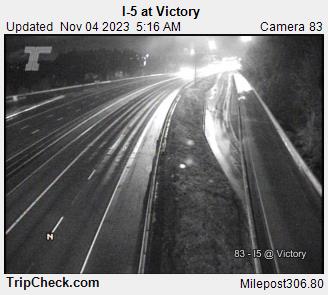 I-5 at Victory
Updated Nov 04 2023 5:16 AM Camera 83
T
N
83 - I5 @ Victory
TripCheck.com Milepost306.80